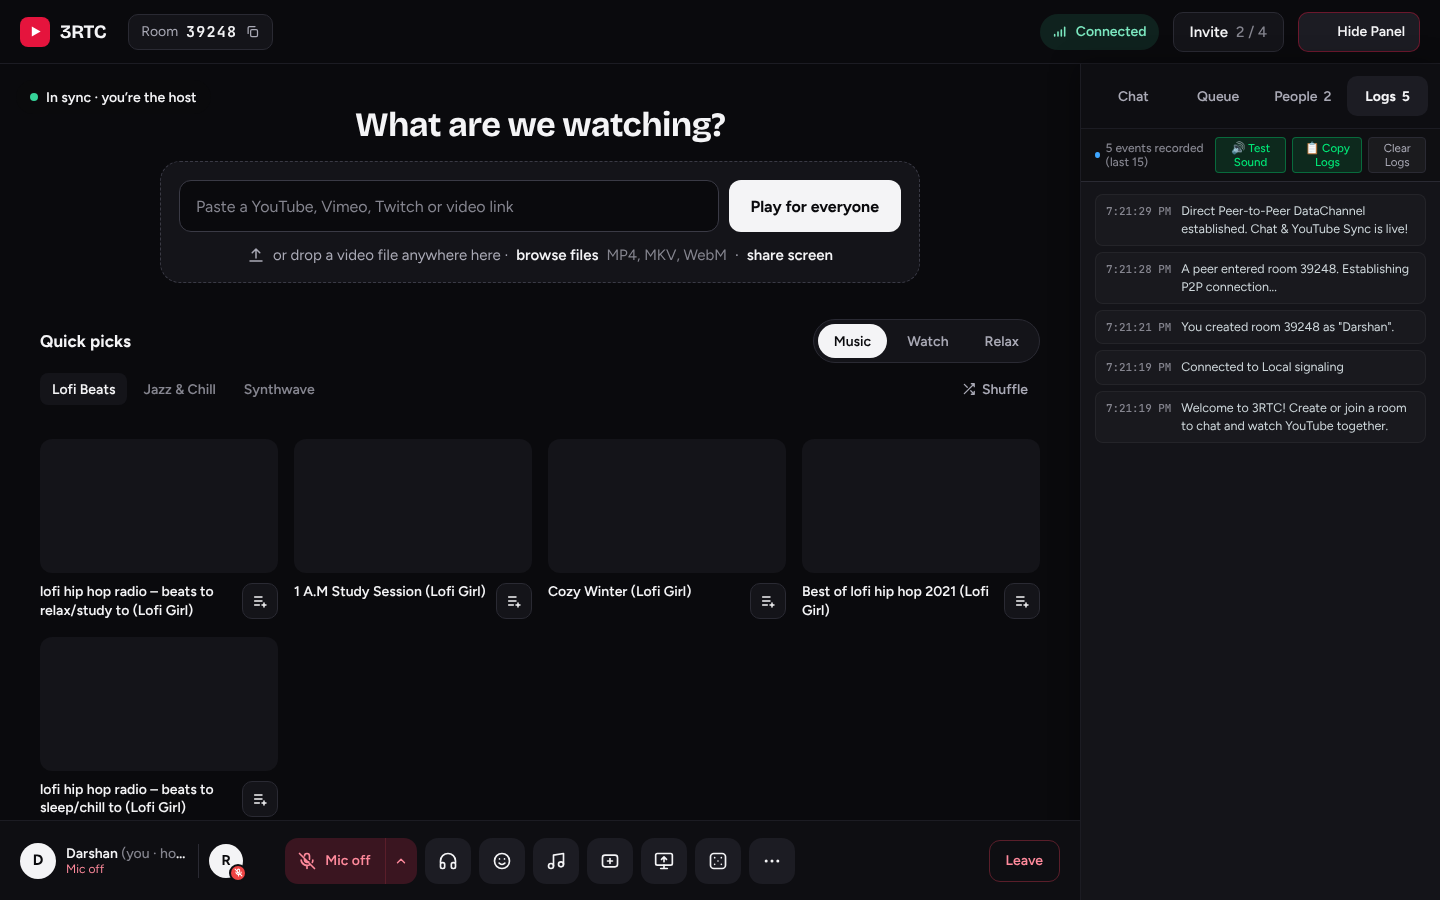 3RTC
Room 39248
Connected
Invite 2 / 4
Hide Panel
In sync · you're the host
What are we watching?
Paste a YouTube, Vimeo, Twitch or video link
Play for everyone
or drop a video file anywhere here · browse files MP4, MKV, WebM · share screen
Quick picks
Music
Watch
Relax
Lofi Beats
Jazz & Chill
Synthwave
Shuffle
lofi hip hop radio – beats to
relax/study to (Lofi Girl)
1 A.M Study Session (Lofi Girl)
Cozy Winter (Lofi Girl)
Best of lofi hip hop 2021 (Lofi
Girl)
lofi hip hop radio – beats to
sleep/chill to (Lofi Girl)
Chat
Queue
People 2
Logs 5
5 events recorded
(last 15)
🔊 Test
Sound
📋 Copy
Logs
Clear
Logs
7:21:29 PM Direct Peer-to-Peer DataChannel
established. Chat & YouTube Sync is live!
7:21:28 PM A peer entered room 39248. Establishing
P2P connection...
7:21:21 PM You created room 39248 as "Darshan".
7:21:19 PM Connected to Local signaling
7:21:19 PM Welcome to 3RTC! Create or join a room
to chat and watch YouTube together.
D
Darshan (you · ho...
Mic off
R
Mic off
Leave